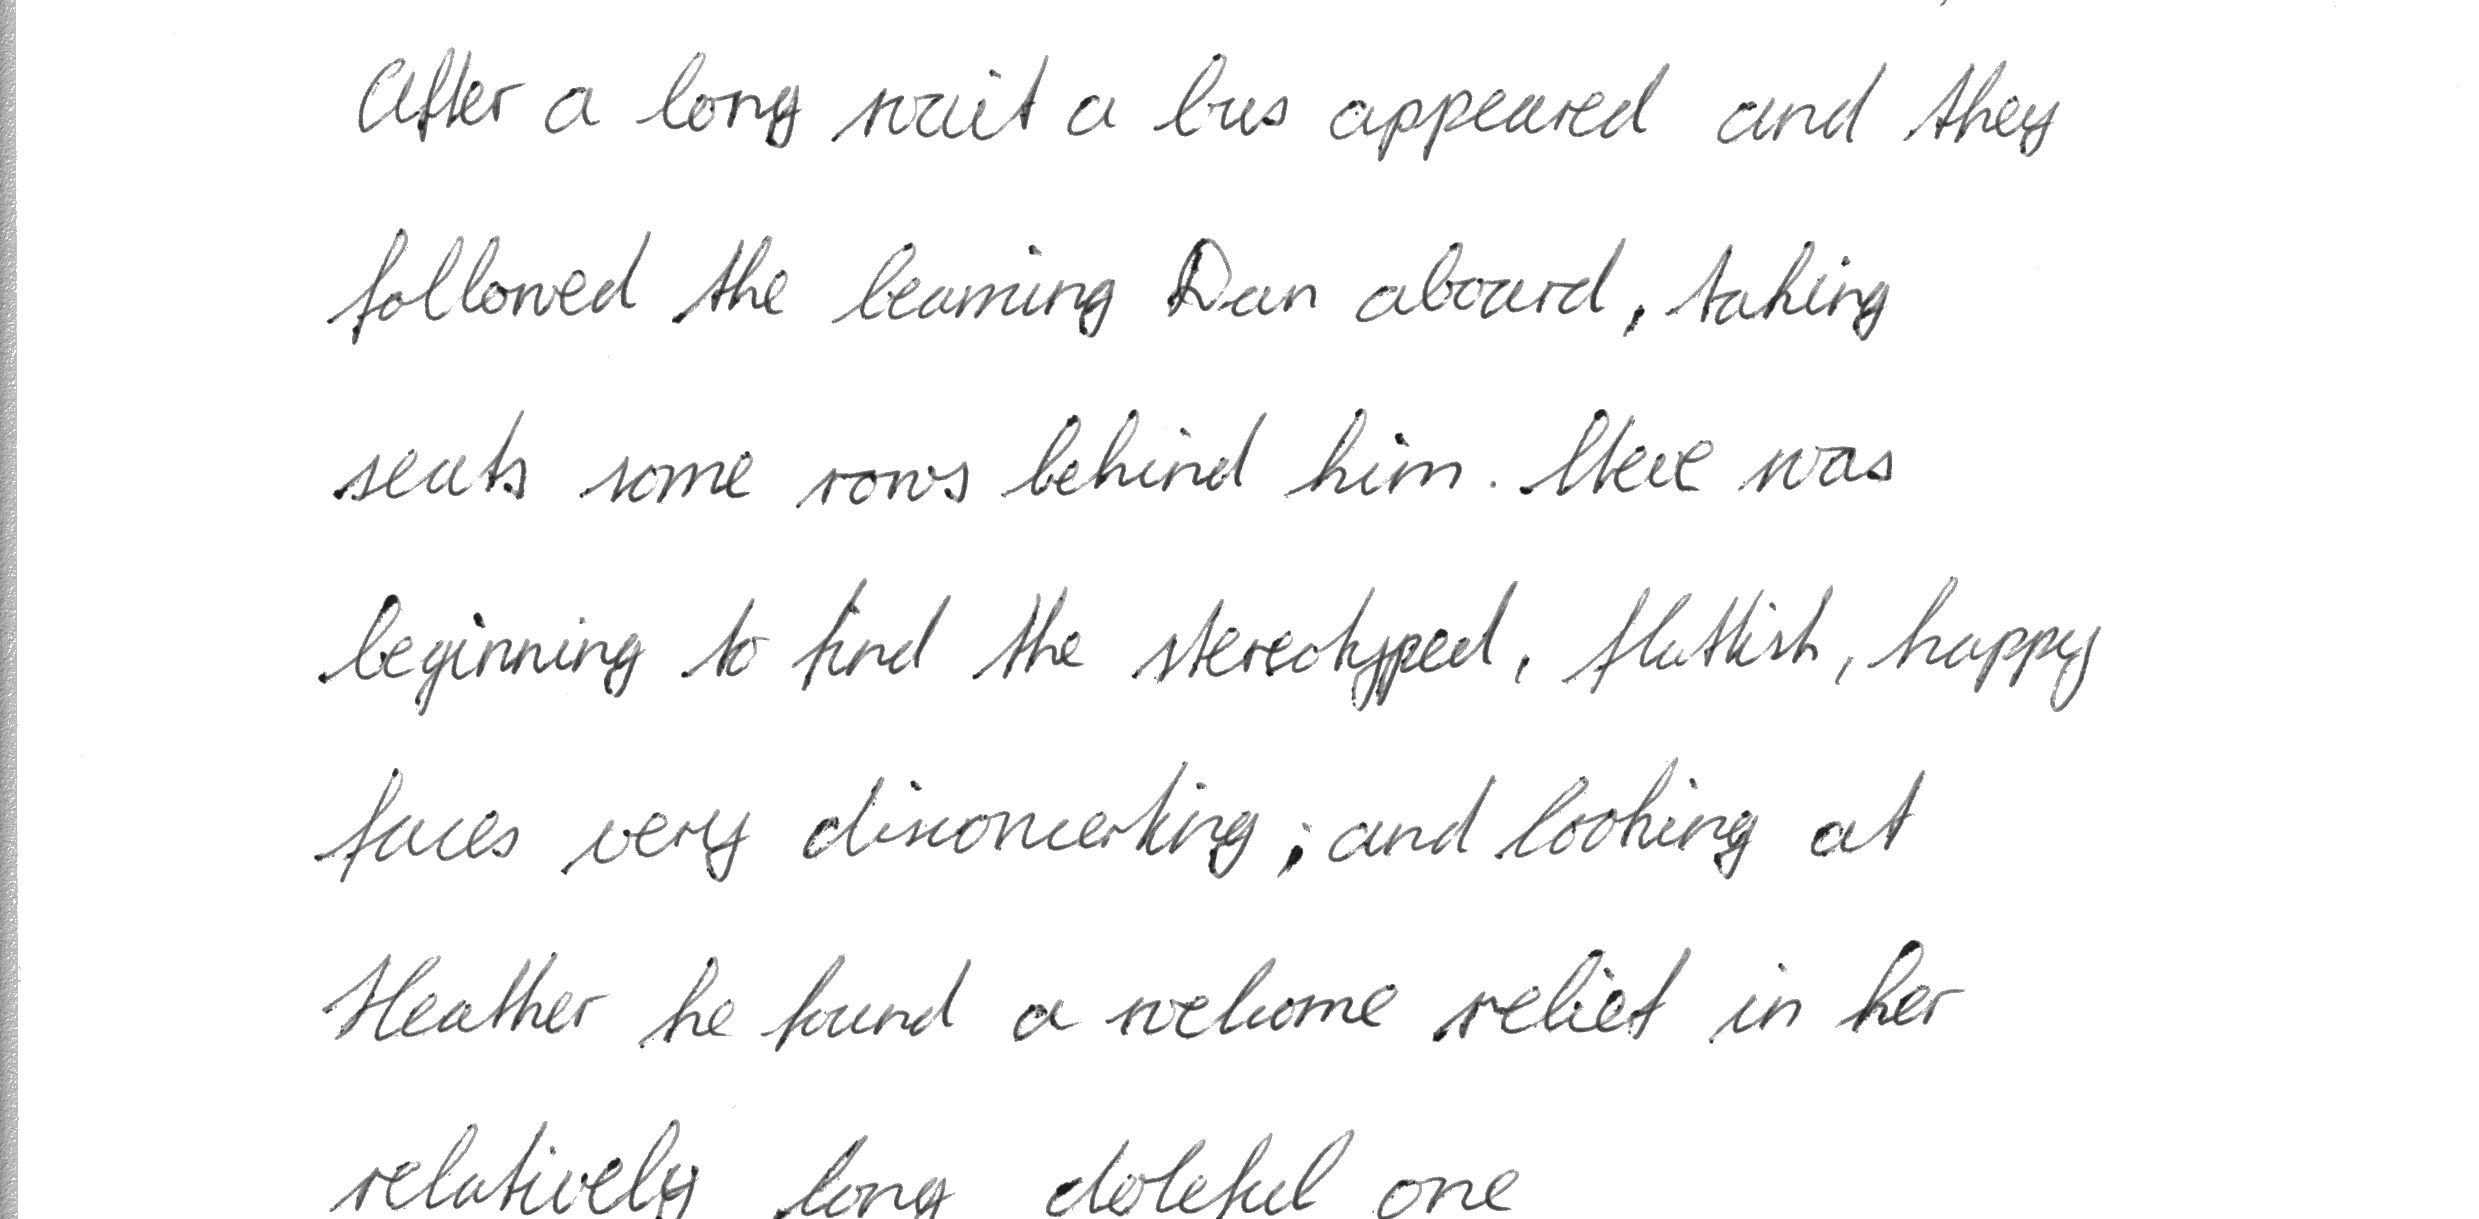 After a long wait a bus appeared and they
followed the beaming Dan aboard, taking
seats some rows behind him. Steve was
beginning to find the stereotyped, flattish, happy
faces very disconcerting; and looking at
Heather he found a welcome relief in her
relatively long doleful one